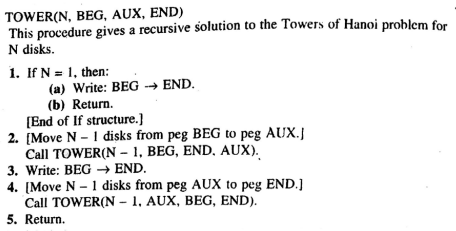 TOWER(N, BEG, AUX, END)
This procedure gives a recursive solution to the Towers of Hanoi problem for
N disks.
1. If N = 1, then:
(a) Write: BEG → END.
(b) Return.
[End of If structure.]
2. [Move N – 1 disks from peg BEG to peg AUX.]
Call TOWER(N – 1, BEG, END, AUX).
3. Write: BEG → END.
4. [Move N – 1 disks from peg AUX to peg END.]
Call TOWER(N – 1, AUX, BEG, END).
5. Return.